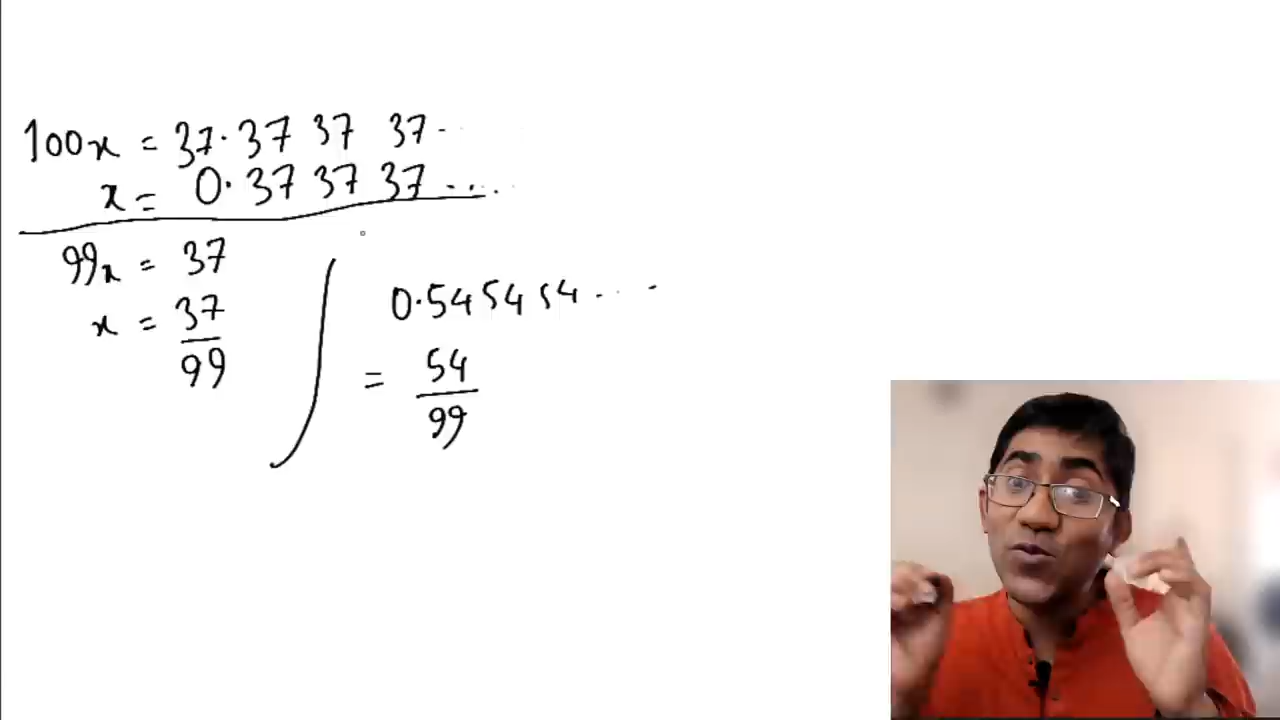 100x = 37.37 37 37...
x = 0.37 37 37....
99x = 37
x = 37/99
0.54 54 54....
= 54/99